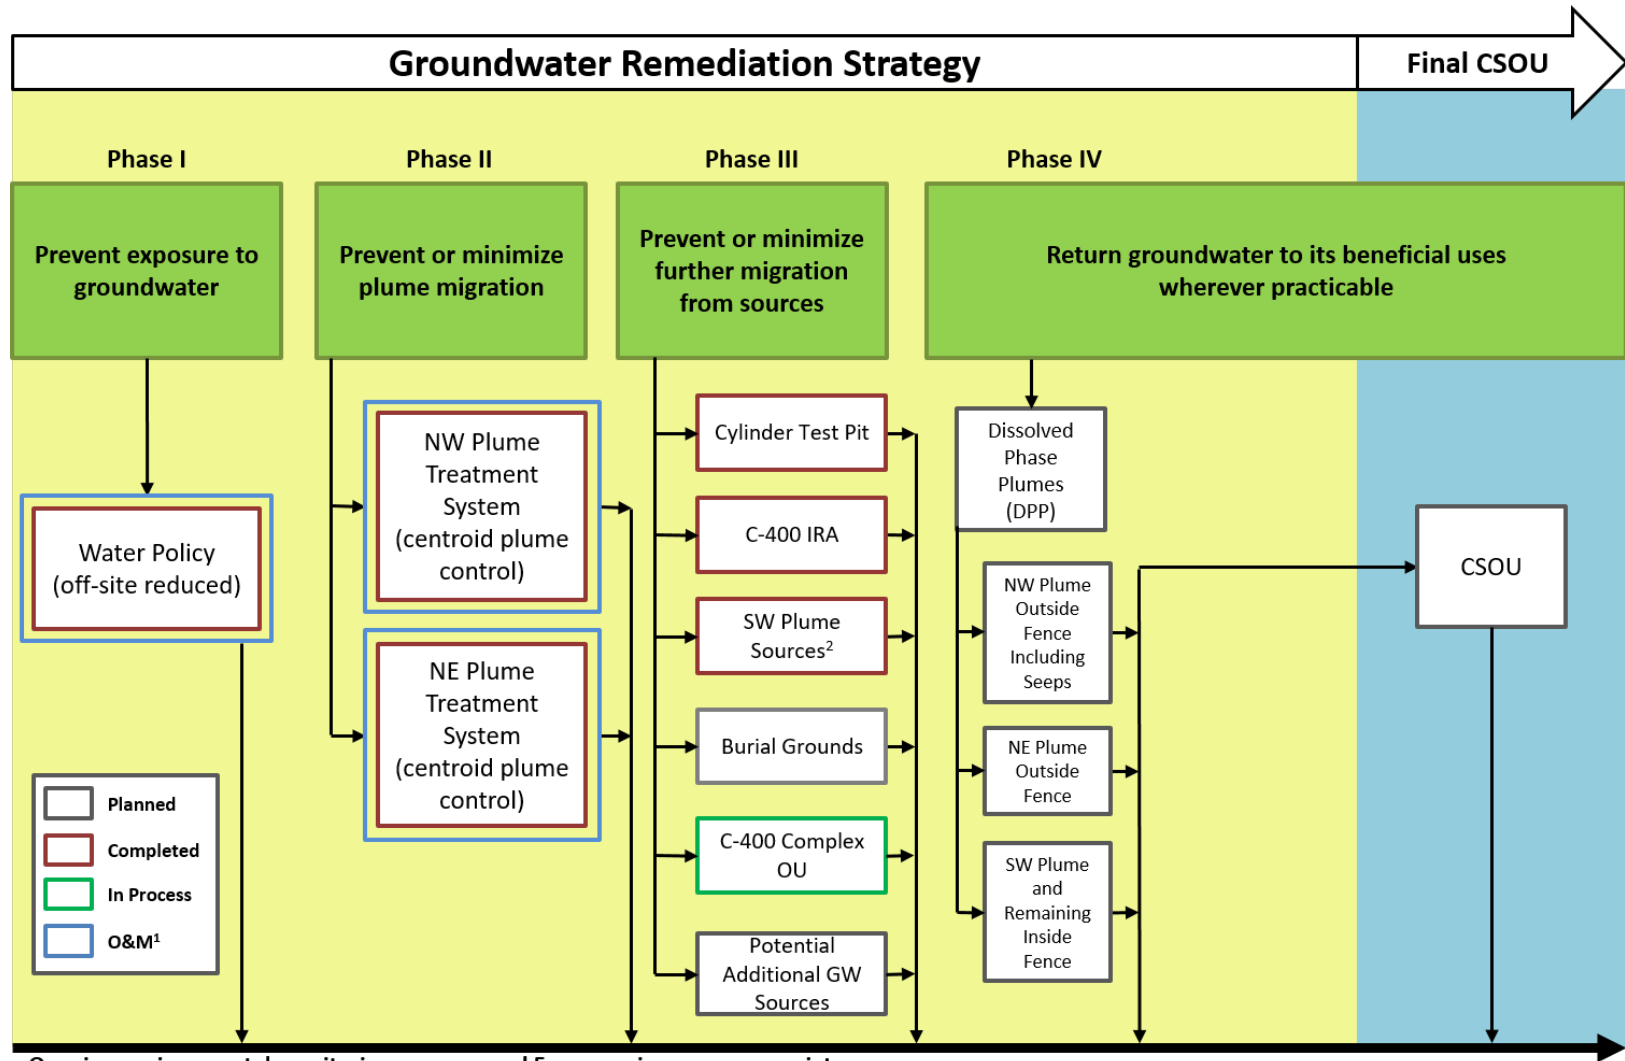 Groundwater Remediation Strategy
Final CSOU
Phase I
Phase II
Phase III
Phase IV
Prevent exposure to
groundwater
Prevent or minimize
plume migration
Prevent or minimize
further migration
from sources
Return groundwater to its beneficial uses
wherever practicable
Water Policy
(off-site reduced)
NW Plume
Treatment
System
(centroid plume
control)
NE Plume
Treatment
System
(centroid plume
control)
Cylinder Test Pit
C-400 IRA
SW Plume
Sources²
Burial Grounds
C-400 Complex
OU
Potential
Additional GW
Sources
Dissolved
Phase
Plumes
(DPP)
NW Plume
Outside
Fence
Including
Seeps
NE Plume
Outside
Fence
SW Plume
and
Remaining
Inside
Fence
CSOU
Planned
Completed
In Process
O&M¹